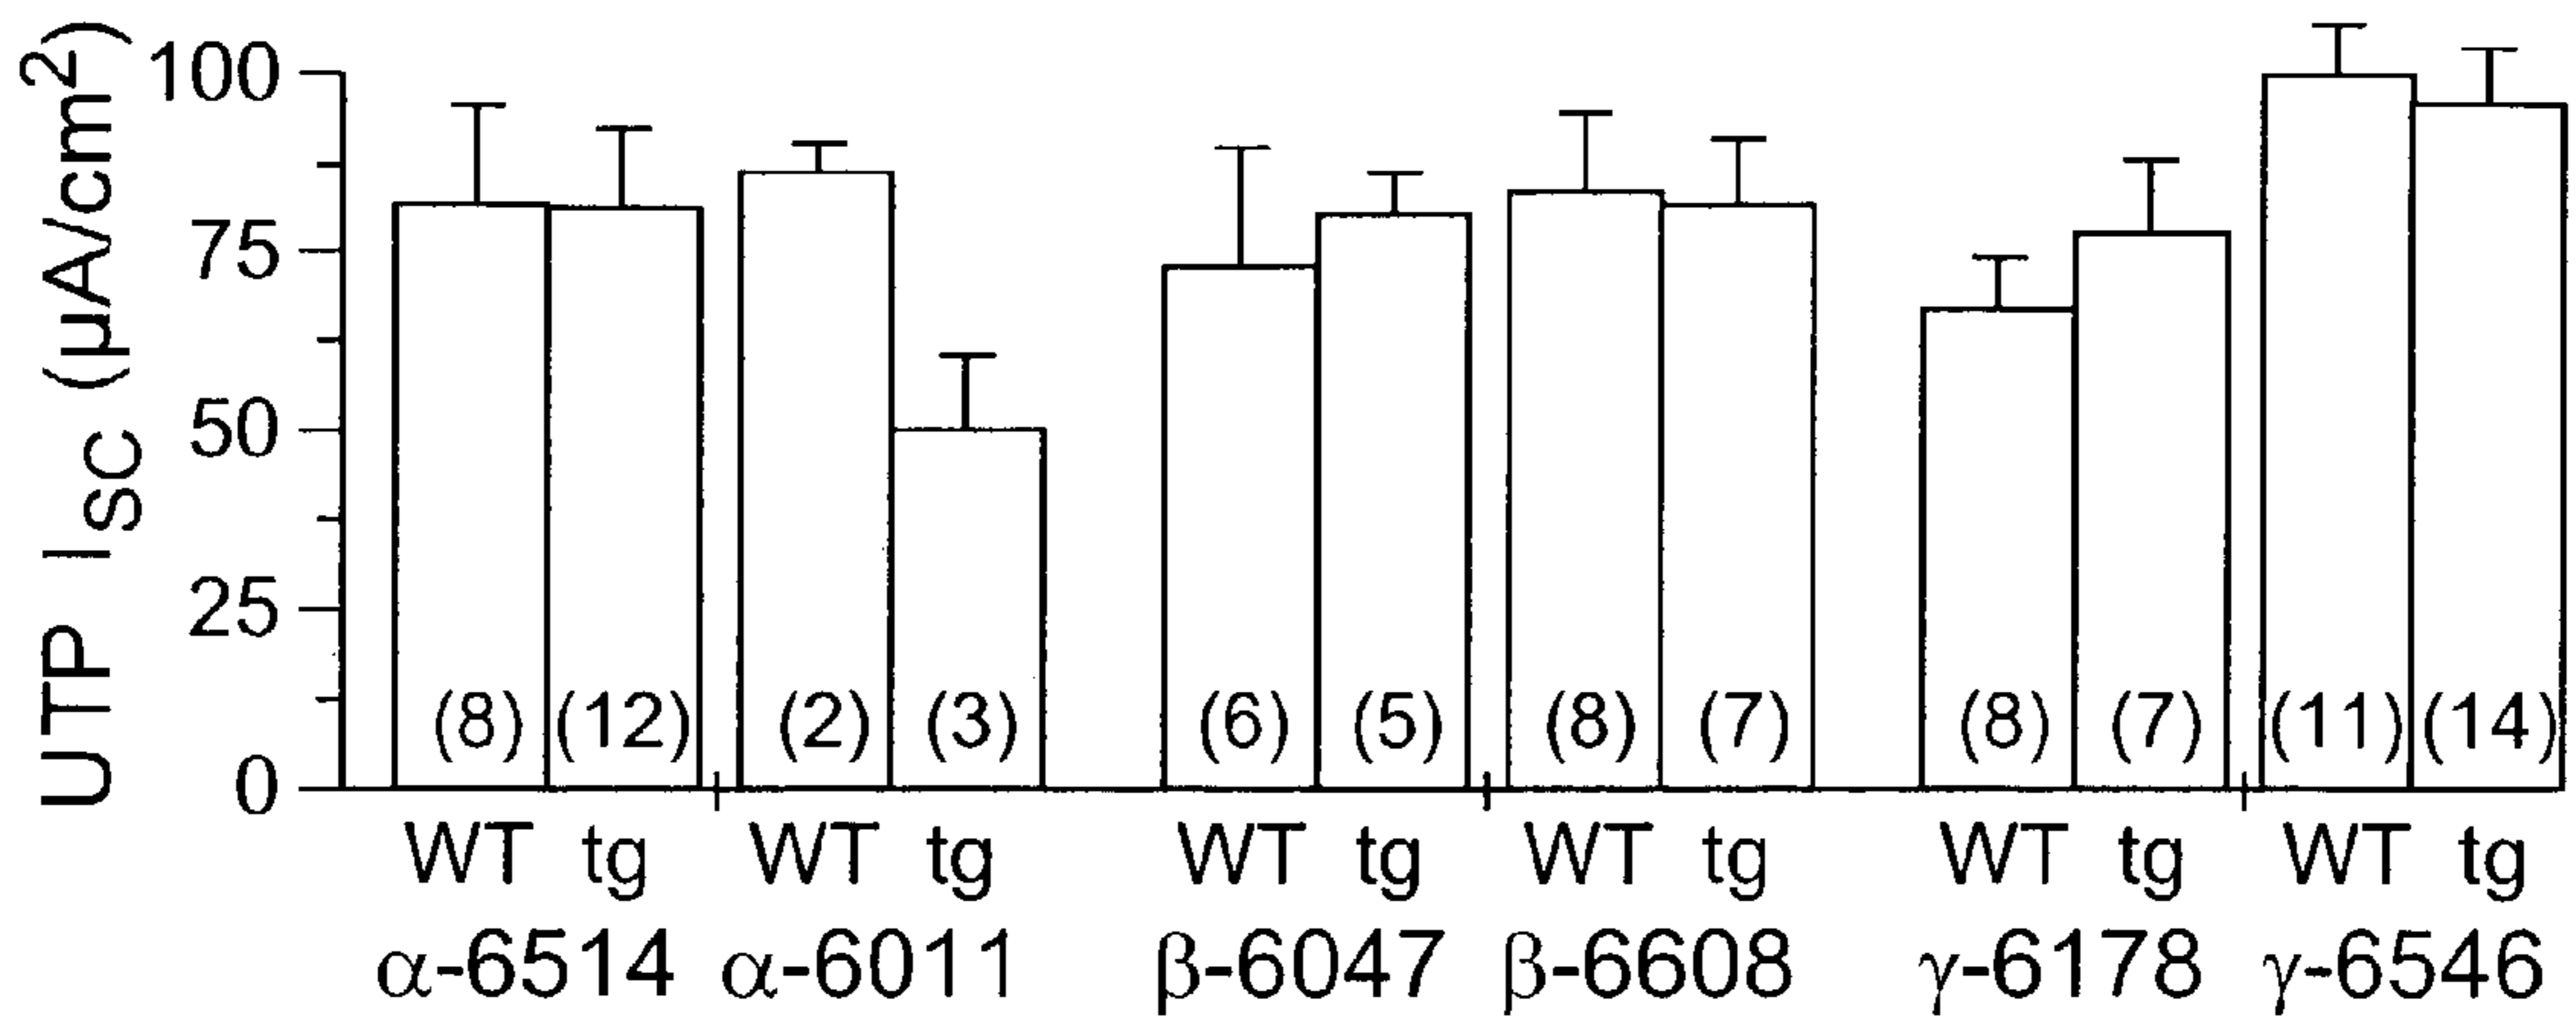 UTP I_SC (µA/cm²)
100
75
50
25
0
(8) (12) (2) (3) (6) (5) (8) (7) (8) (7) (11) (14)
WT tg WT tg WT tg WT tg WT tg WT tg
α-6514 α-6011 β-6047 β-6608 γ-6178 γ-6546